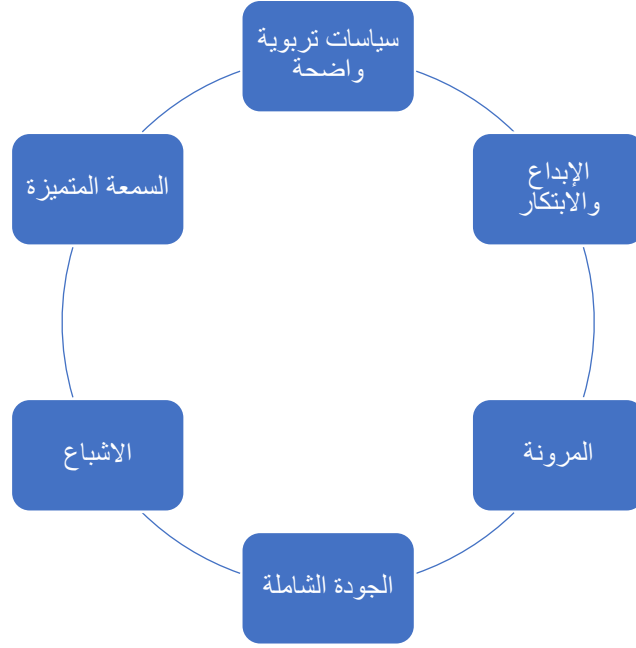 سياسات تربوية
واضحة
الإبداع
والابتكار
المرونة
الجودة الشاملة
الاشباع
السمعة المتميزة